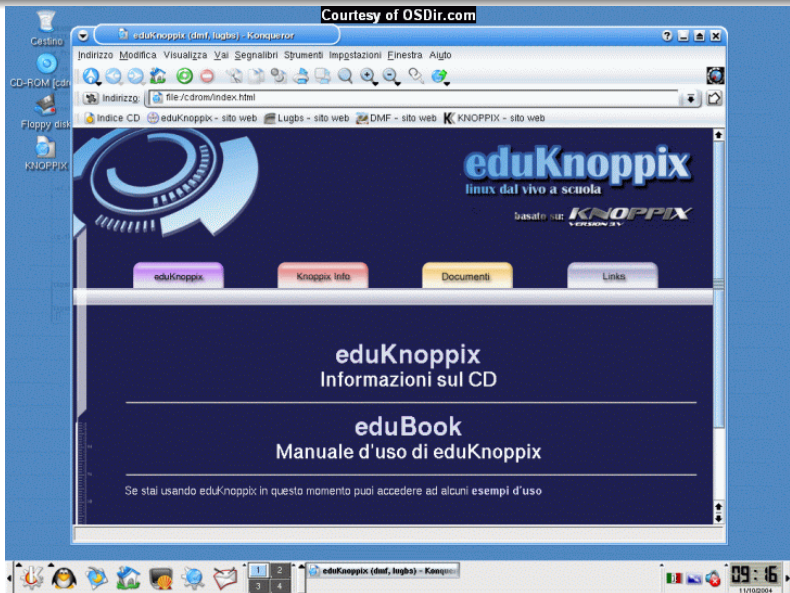 Courtesy of OSDir.com
Cestino
CD-ROM [cdr
Floppy disk
KNOPPIX
eduKnoppix (dmf, lugbs) - Konqueror
Indirizzo Modifica Visualizza Vai Segnalibri Strumenti Impostazioni Finestra Aiuto
Indirizzo: file:/cdrom/index.html
Indice CD eduKnoppix - sito web Lugbs - sito web DMF - sito web KNOPPIX - sito web
eduKnoppix
linux dal vivo a scuola
basato su: KNOPPIX
eduKnoppix Knoppix Info Documenti Links
eduKnoppix
Informazioni sul CD
eduBook
Manuale d'uso di eduKnoppix
Se stai usando eduKnoppix in questo momento puoi accedere ad alcuni esempi d'uso
1 2
3 4
eduKnoppix (dmf, lugbs) - Konque
09:16
11/10/2004